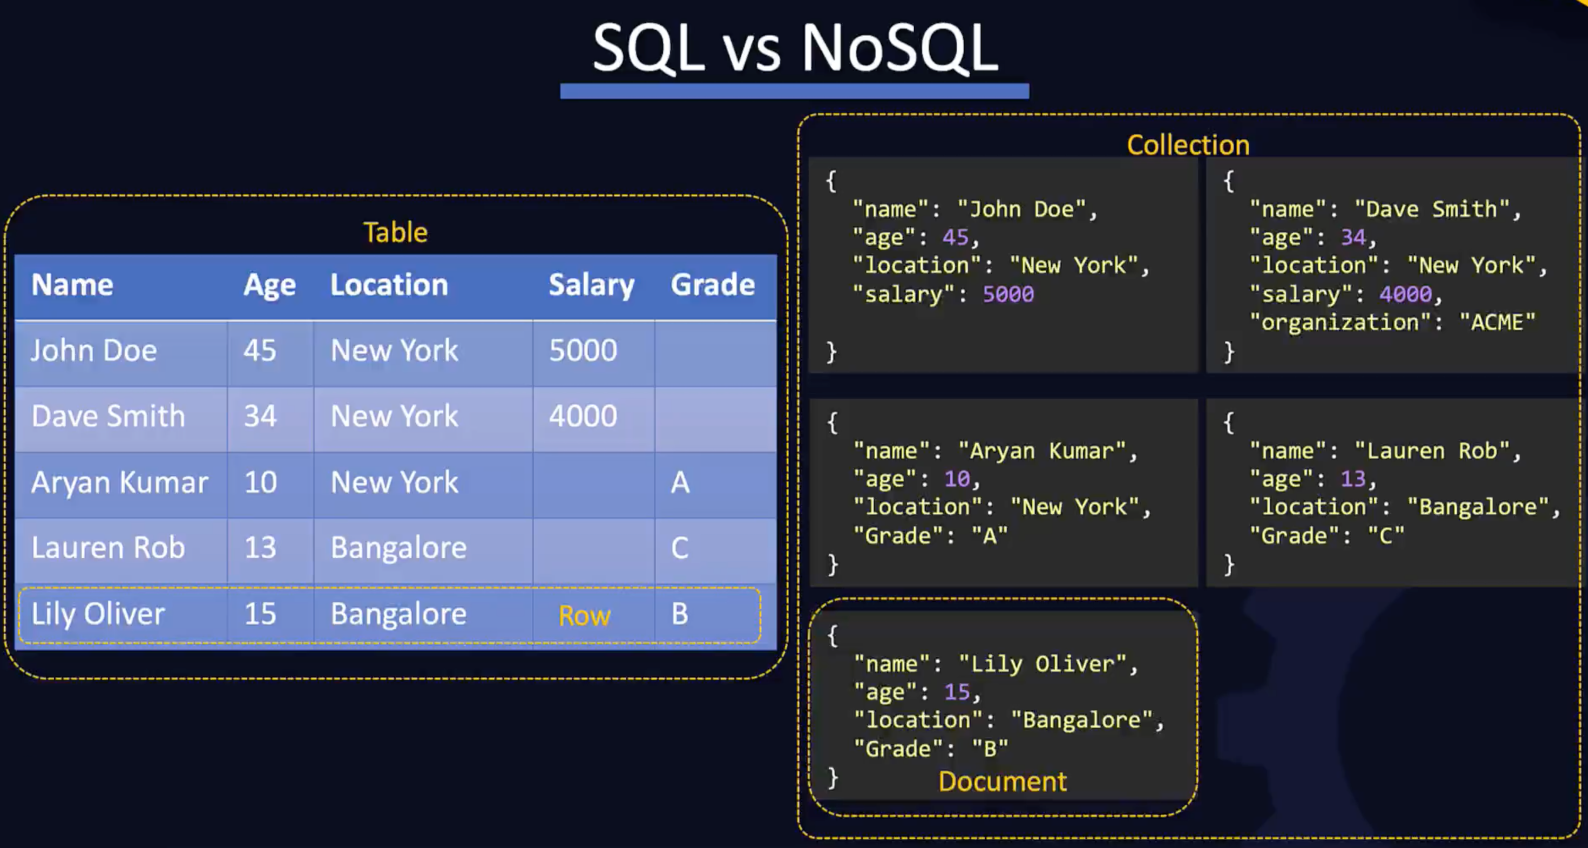 SQL vs NoSQL
Table
Name Age Location Salary Grade
John Doe 45 New York 5000
Dave Smith 34 New York 4000
Aryan Kumar 10 New York A
Lauren Rob 13 Bangalore C
Lily Oliver 15 Bangalore Row B
Collection
{
"name": "John Doe",
"age": 45,
"location": "New York",
"salary": 5000
}
{
"name": "Dave Smith",
"age": 34,
"location": "New York",
"salary": 4000,
"organization": "ACME"
}
{
"name": "Aryan Kumar",
"age": 10,
"location": "New York",
"Grade": "A"
}
{
"name": "Lauren Rob",
"age": 13,
"location": "Bangalore",
"Grade": "C"
}
{
"name": "Lily Oliver",
"age": 15,
"location": "Bangalore",
"Grade": "B"
}
Document